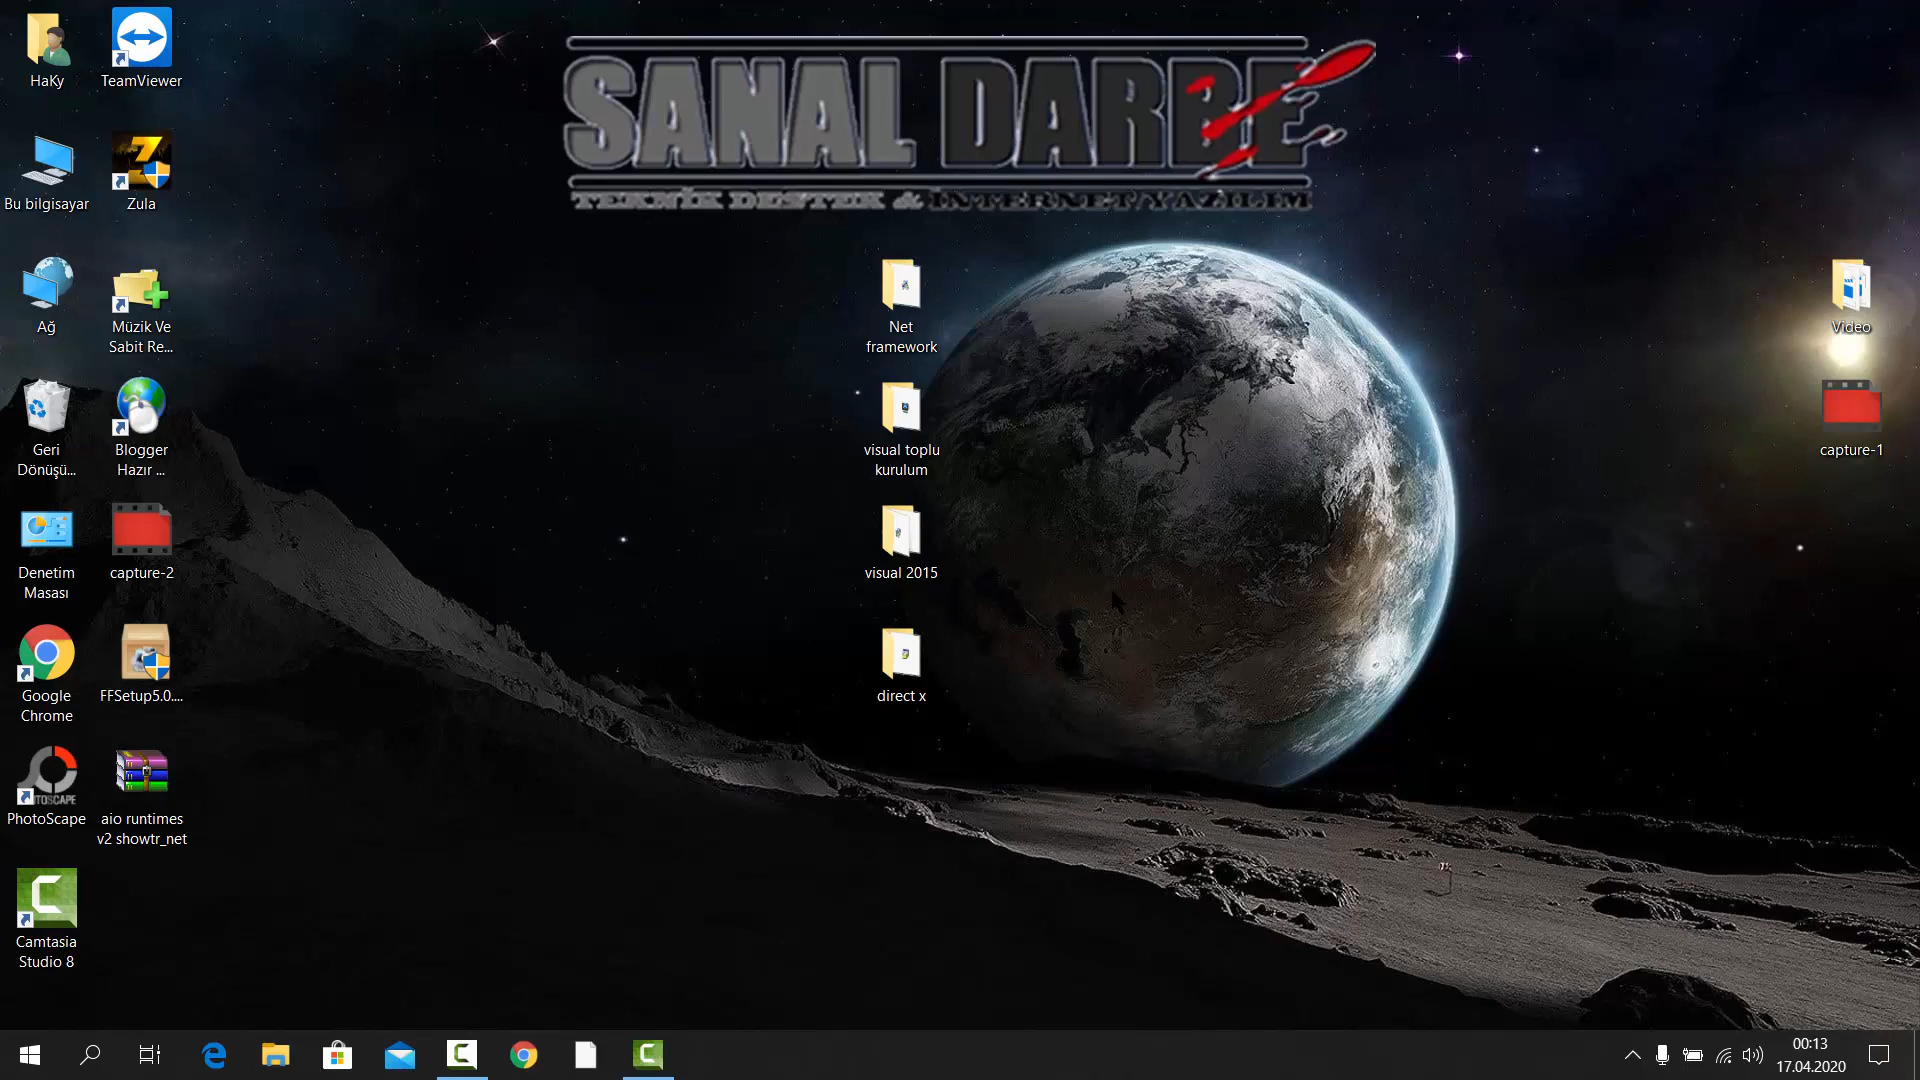 SANAL DARBE
TEKNİK DESTEK & İNTERNET/YAZILIM
HaKy
TeamViewer
Bu bilgisayar
Zula
Ağ
Müzik Ve
Sabit Re...
Geri
Dönüşü...
Blogger
Hazır ...
Denetim
Masası
capture-2
Google
Chrome
FFSetup5.0....
PhotoScape
aio runtimes
v2 showtr_net
Camtasia
Studio 8
Net
framework
visual toplu
kurulum
visual 2015
direct x
Video
capture-1
00:13
17.04.2020